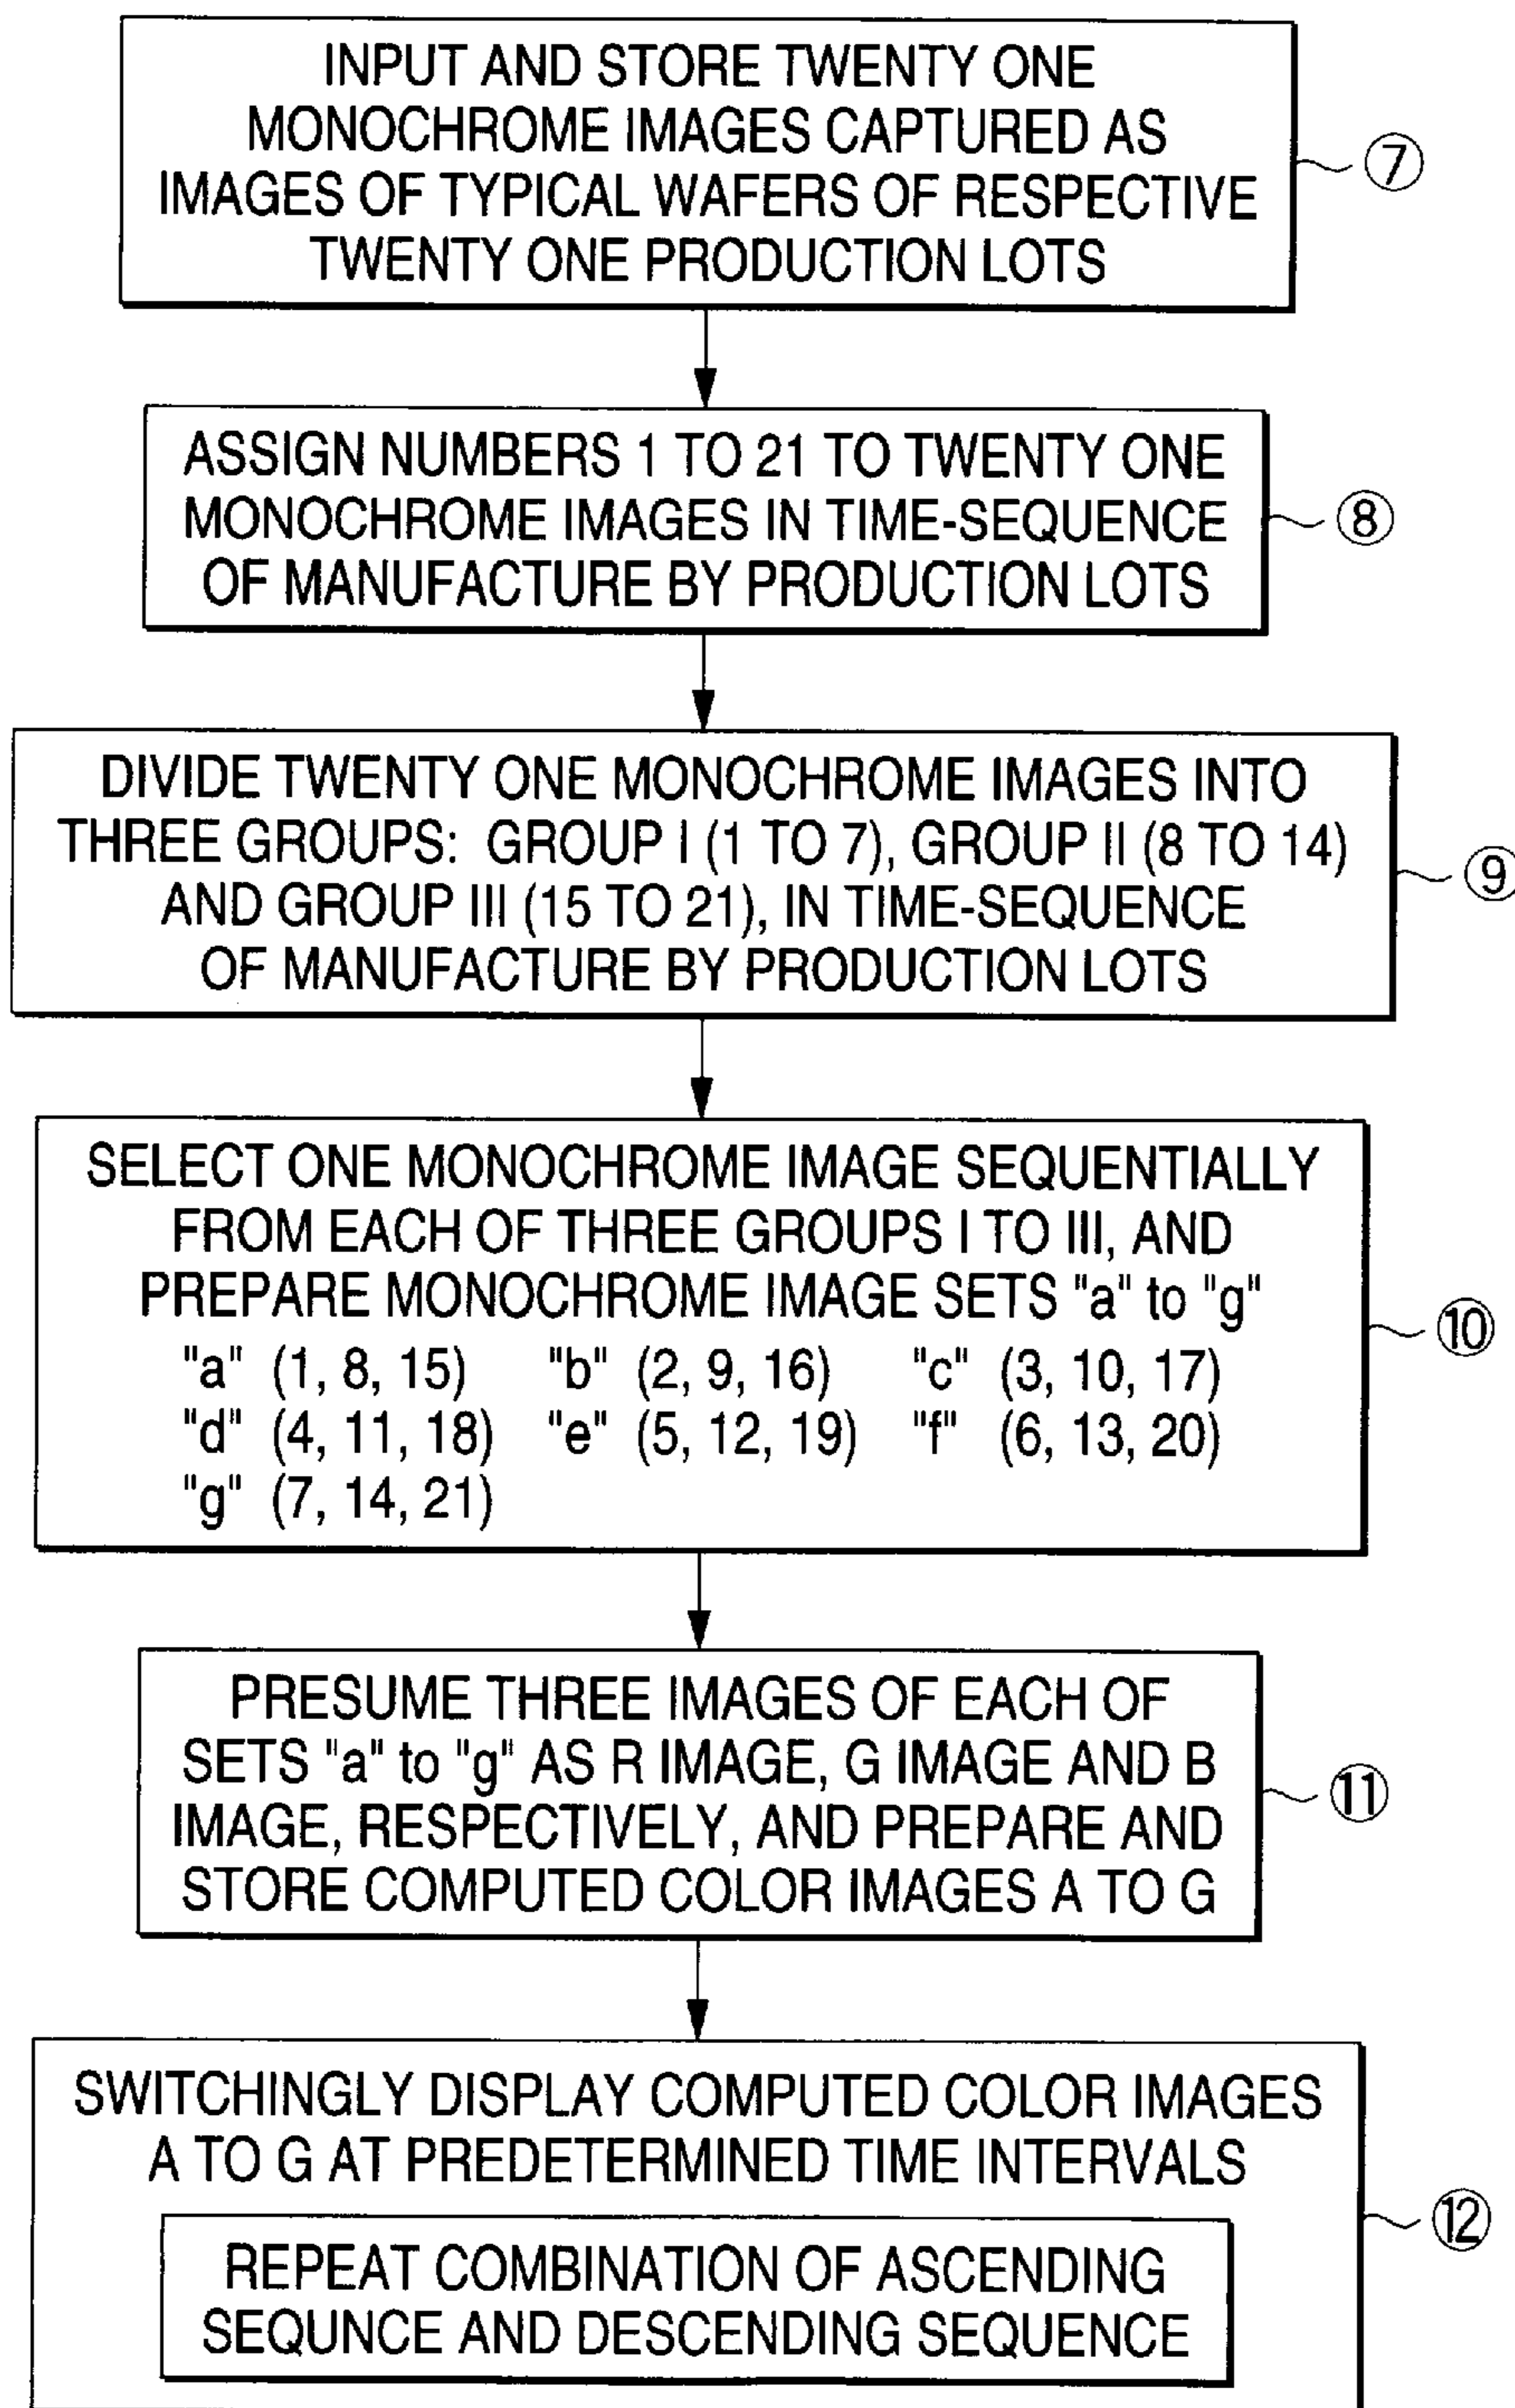 INPUT AND STORE TWENTY ONE
MONOCHROME IMAGES CAPTURED AS
IMAGES OF TYPICAL WAFERS OF RESPECTIVE
TWENTY ONE PRODUCTION LOTS
⑦
ASSIGN NUMBERS 1 TO 21 TO TWENTY ONE
MONOCHROME IMAGES IN TIME-SEQUENCE
OF MANUFACTURE BY PRODUCTION LOTS
⑧
DIVIDE TWENTY ONE MONOCHROME IMAGES INTO
THREE GROUPS: GROUP I (1 TO 7), GROUP II (8 TO 14)
AND GROUP III (15 TO 21), IN TIME-SEQUENCE
OF MANUFACTURE BY PRODUCTION LOTS
⑨
SELECT ONE MONOCHROME IMAGE SEQUENTIALLY
FROM EACH OF THREE GROUPS I TO III, AND
PREPARE MONOCHROME IMAGE SETS "a" to "g"
"a" (1, 8, 15) "b" (2, 9, 16) "c" (3, 10, 17)
"d" (4, 11, 18) "e" (5, 12, 19) "f" (6, 13, 20)
"g" (7, 14, 21)
⑩
PRESUME THREE IMAGES OF EACH OF
SETS "a" to "g" AS R IMAGE, G IMAGE AND B
IMAGE, RESPECTIVELY, AND PREPARE AND
STORE COMPUTED COLOR IMAGES A TO G
⑪
SWITCHINGLY DISPLAY COMPUTED COLOR IMAGES
A TO G AT PREDETERMINED TIME INTERVALS
⑫
REPEAT COMBINATION OF ASCENDING
SEQUNCE AND DESCENDING SEQUENCE